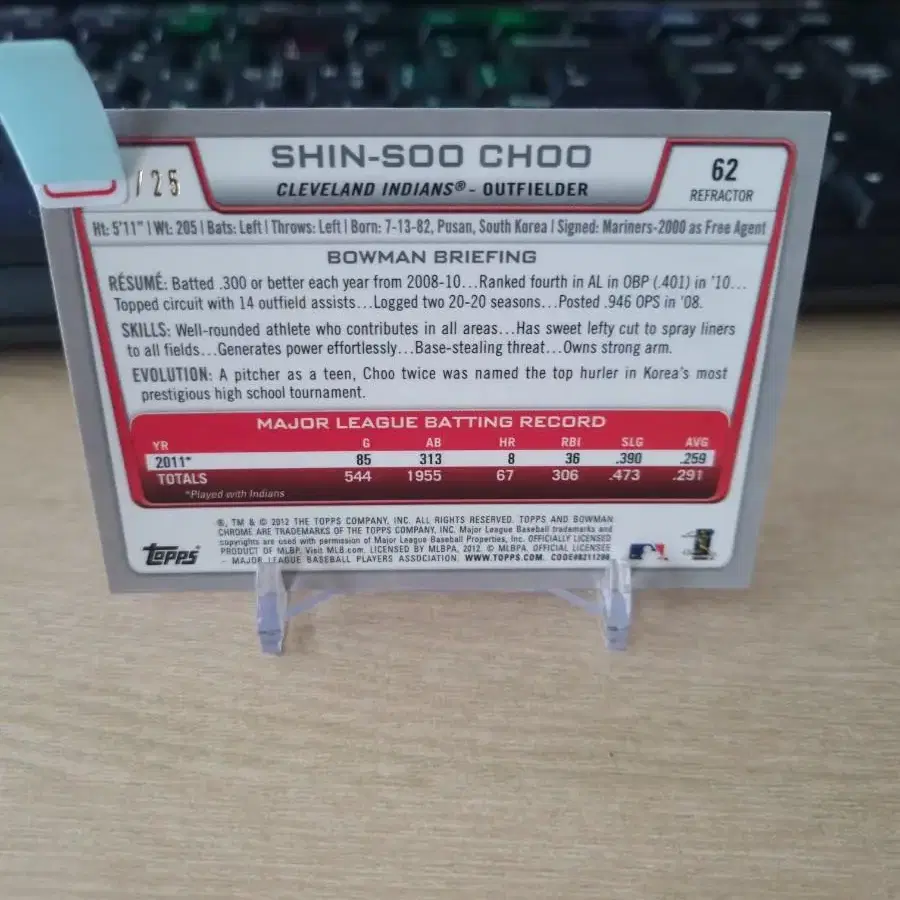 SHIN-SOO CHOO
/25
CLEVELAND INDIANS® - OUTFIELDER
62
REFRACTOR
Ht: 5'11" | Wt: 205 | Bats: Left | Throws: Left | Born: 7-13-82, Pusan, South Korea | Signed: Mariners-2000 as Free Agent
BOWMAN BRIEFING
RÉSUMÉ: Batted .300 or better each year from 2008-10...Ranked fourth in AL in OBP (.401) in '10...
Topped circuit with 14 outfield assists...Logged two 20-20 seasons...Posted .946 OPS in '08.
SKILLS: Well-rounded athlete who contributes in all areas...Has sweet lefty cut to spray liners
to all fields...Generates power effortlessly...Base-stealing threat...Owns strong arm.
EVOLUTION: A pitcher as a teen, Choo twice was named the top hurler in Korea's most
prestigious high school tournament.
MAJOR LEAGUE BATTING RECORD
YR G AB HR RBI SLG AVG
2011* 85 313 8 36 .390 .259
TOTALS 544 1955 67 306 .473 .291
*Played with Indians
®, TM & © 2012 THE TOPPS COMPANY, INC. ALL RIGHTS RESERVED. TOPPS AND BOWMAN
CHROME ARE TRADEMARKS OF THE TOPPS COMPANY, INC. Major League Baseball trademarks and
copyrights are used with permission of Major League Baseball Properties, Inc. OFFICIALLY LICENSED
PRODUCT OF MLBP. Visit MLB.com. LICENSED BY MLBPA, 2012. © MLBPA. OFFICIAL LICENSEE
- MAJOR LEAGUE BASEBALL PLAYERS ASSOCIATION. WWW.TOPPS.COM.
topps